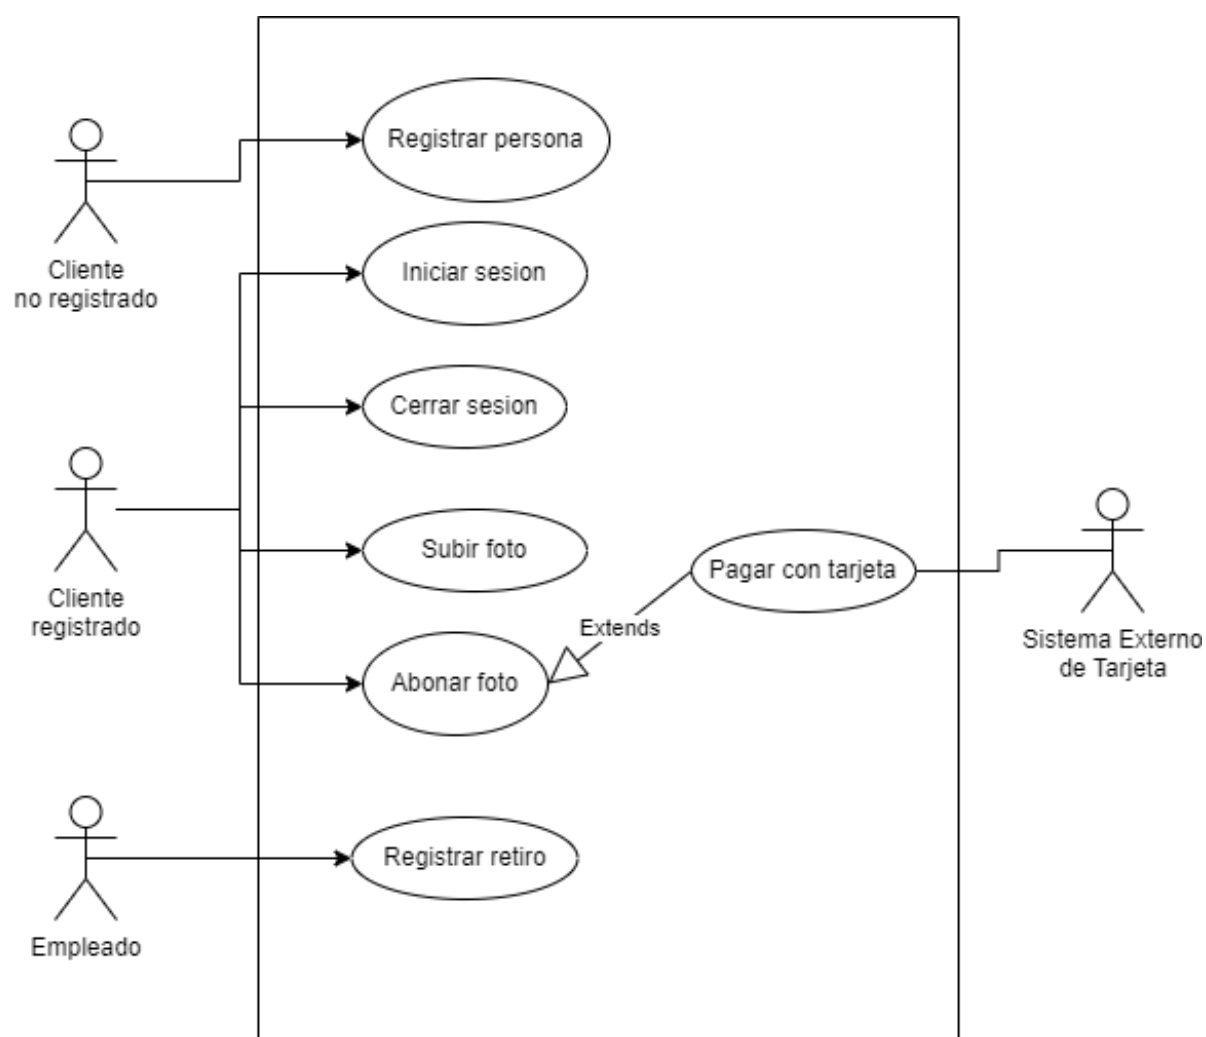 Registrar persona
Cliente
no registrado
Iniciar sesion
Cerrar sesion
Cliente
registrado
Subir foto
Pagar con tarjeta
Extends
Abonar foto
Sistema Externo
de Tarjeta
Registrar retiro
Empleado